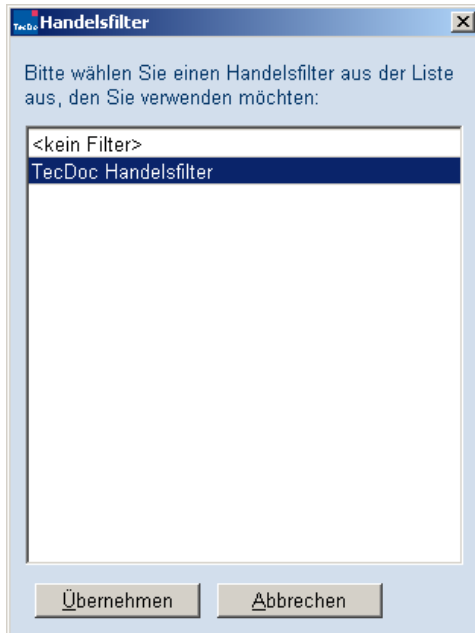 TecDoc Handelsfilter
Bitte wählen Sie einen Handelsfilter aus der Liste
aus, den Sie verwenden möchten:
<kein Filter>
TecDoc Handelsfilter
Übernehmen Abbrechen